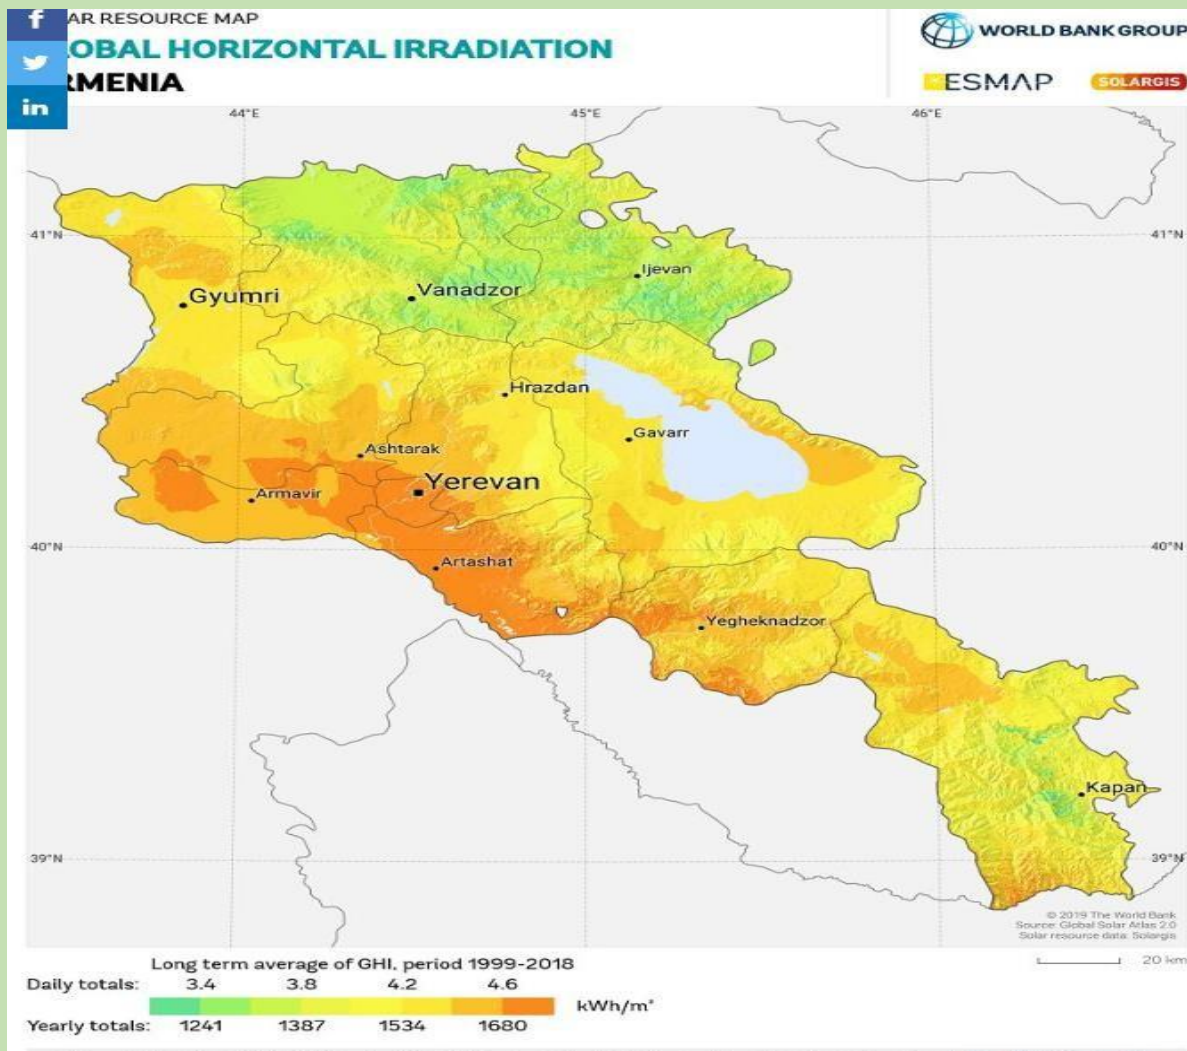 f
AR RESOURCE MAP
OBAL HORIZONTAL IRRADIATION
RMENIA
in
WORLD BANK GROUP
ESMAP
SOLARGIS
44°E
45°E
46°E
41°N
41°N
Ijevan
Gyumri
Vanadzor
Hrazdan
Gavarr
Ashtarak
Yerevan
Armavir
40°N
40°N
Artashat
Yegheknadzor
Kapan
39°N
39°N
© 2019 The World Bank
Source: Global Solar Atlas 2.0
Solar resource data: Solargis
20 km
Long term average of GHI, period 1999-2018
Daily totals: 3.4 3.8 4.2 4.6
kWh/m²
Yearly totals: 1241 1387 1534 1680